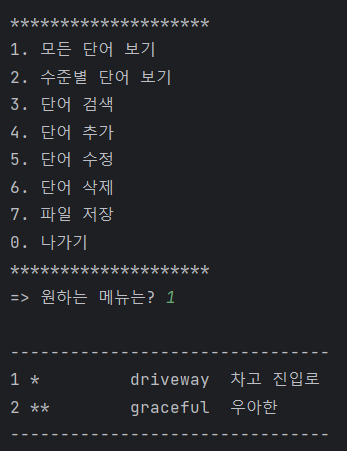 ********************
1. 모든 단어 보기
2. 수준별 단어 보기
3. 단어 검색
4. 단어 추가
5. 단어 수정
6. 단어 삭제
7. 파일 저장
0. 나가기
********************
=> 원하는 메뉴는? 1
--------------------------------
1 *         driveway  차고 진입로
2 **        graceful  우아한
--------------------------------